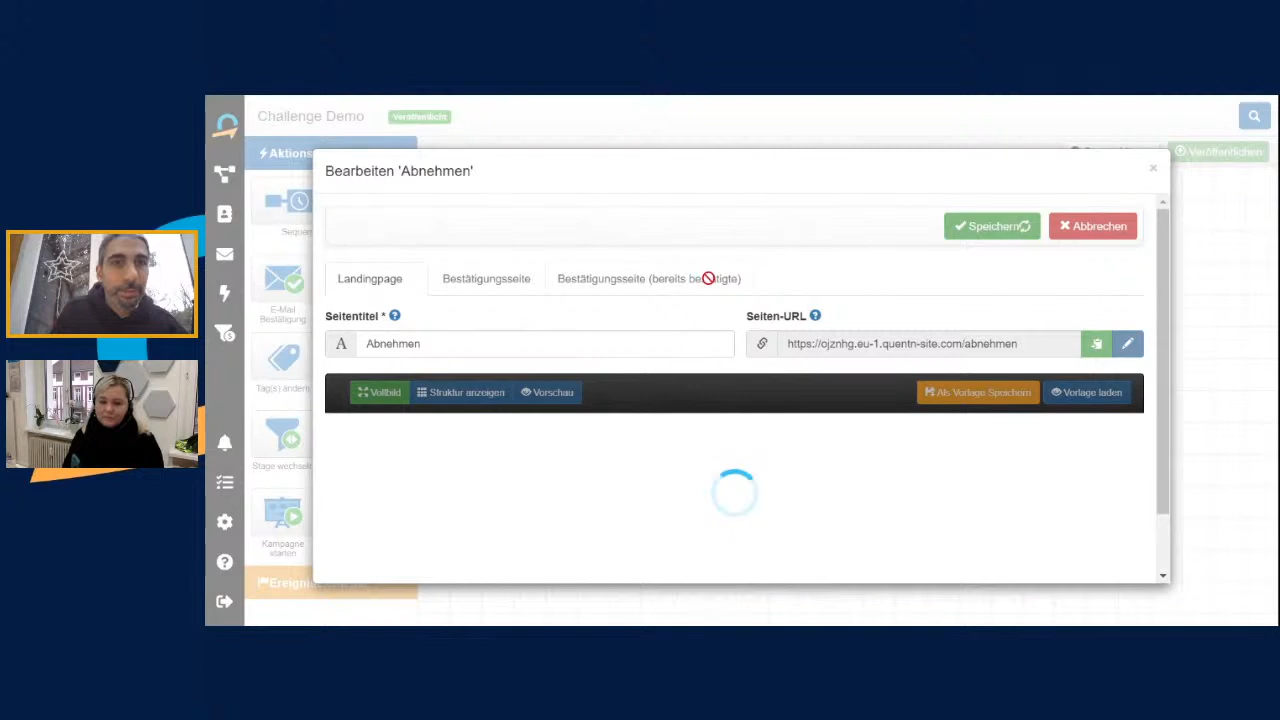 Challenge Demo
Veröffentlicht
Veröffentlichen
Aktions
Bearbeiten 'Abnehmen'
×
Speichern
Abbrechen
Landingpage
Bestätigungsseite
Bestätigungsseite (bereits be tigte)
Seitentitel *
Seiten-URL
Abnehmen
https://ojznhg.eu-1.quentn-site.com/abnehmen
Vollbild
Struktur anzeigen
Vorschau
Als Vorlage Speichern
Vorlage laden
Sequen
E-Mail
Bestätigung
Tag(s) ändern
Stage wechseln
Kampagne
starten
Ereigni